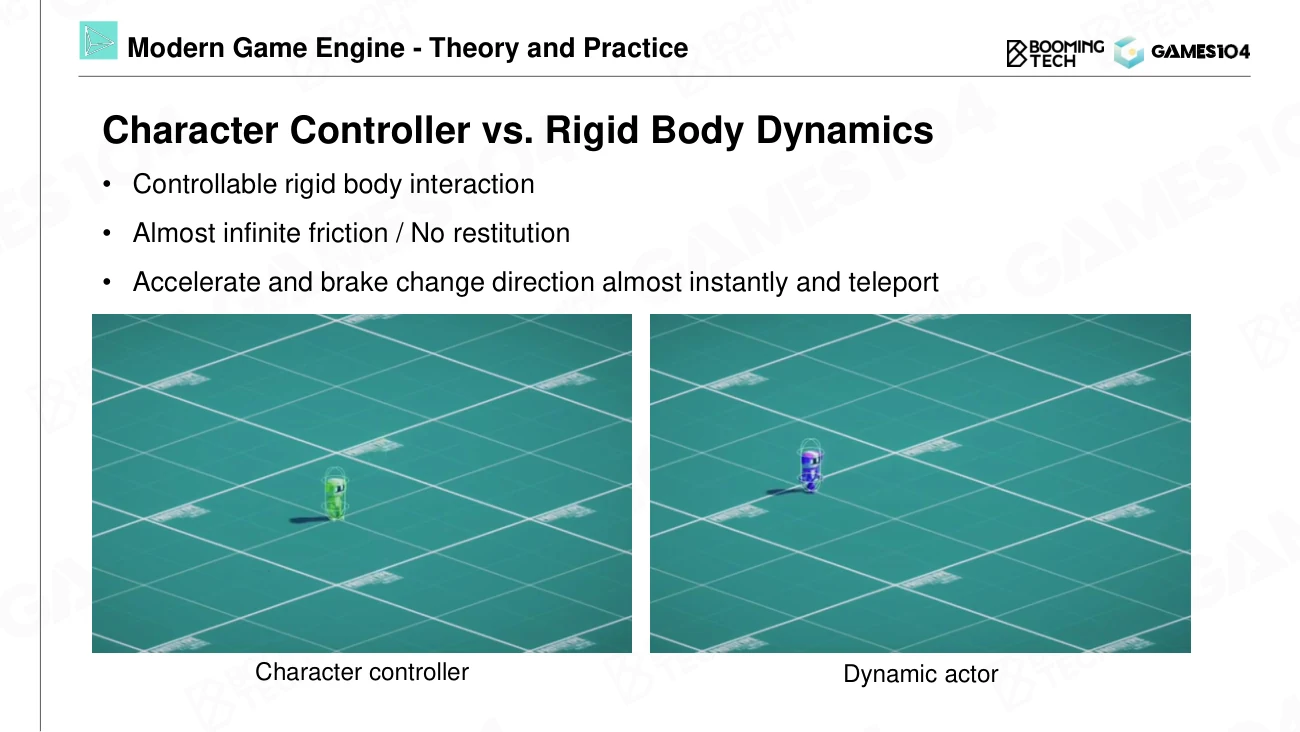 Modern Game Engine - Theory and Practice
BOOMING
TECH
GAMES104
Character Controller vs. Rigid Body Dynamics
• Controllable rigid body interaction
• Almost infinite friction / No restitution
• Accelerate and brake change direction almost instantly and teleport
Character controller
Dynamic actor